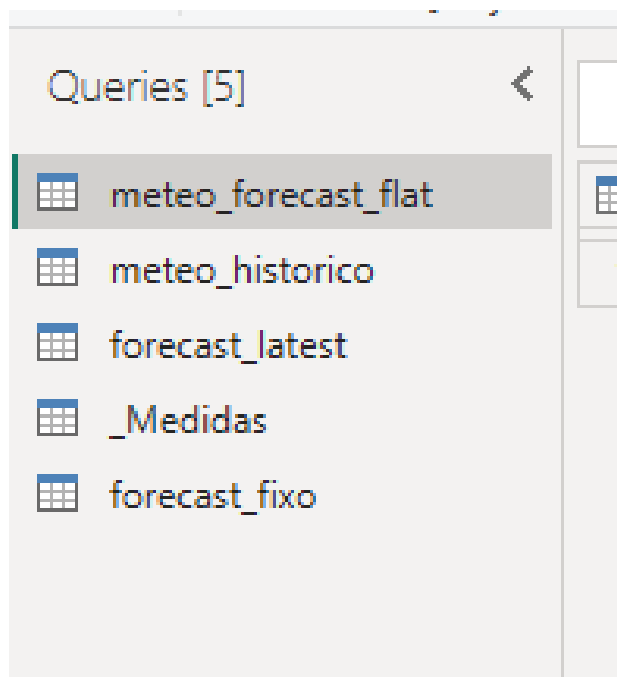 Queries [5]
meteo_forecast_flat
meteo_historico
forecast_latest
_Medidas
forecast_fixo